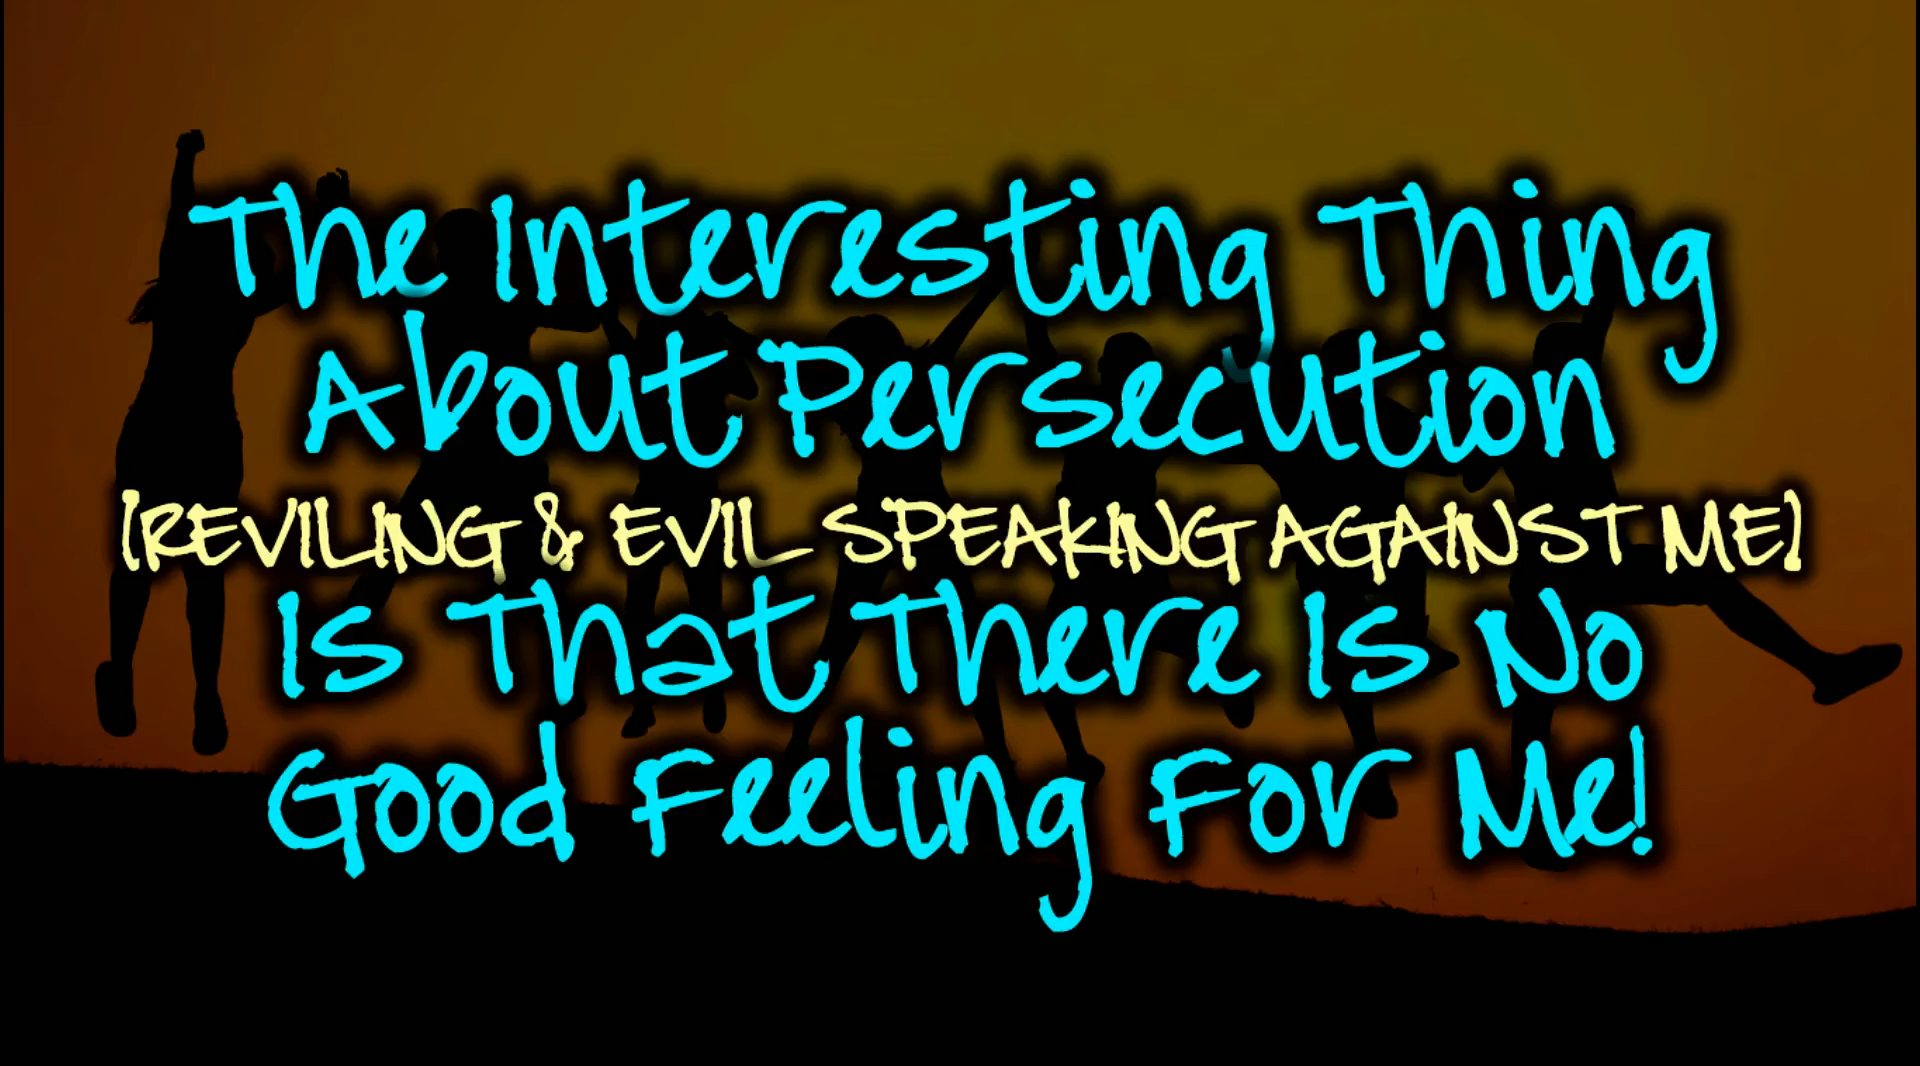 The Interesting Thing
About Persecution
[REVILING & EVIL SPEAKING AGAINST ME]
Is That There Is No
Good Feeling For Me!